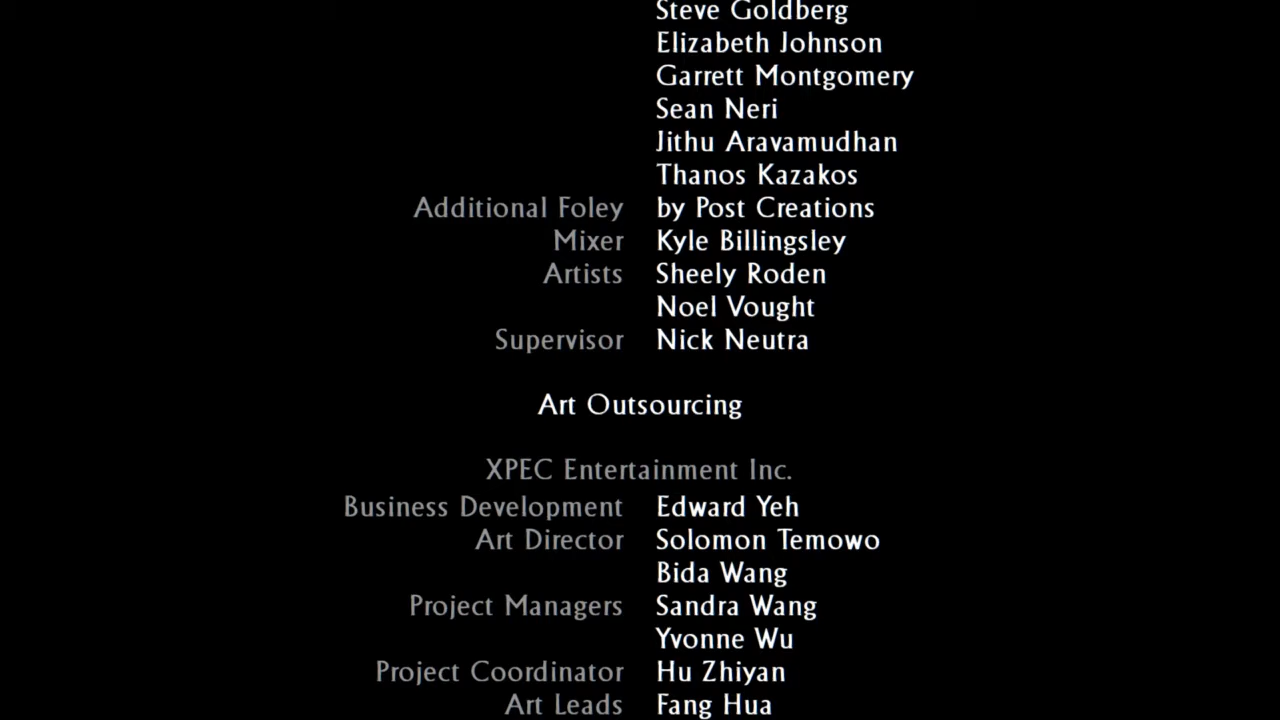 Steve Goldberg
Elizabeth Johnson
Garrett Montgomery
Sean Neri
Jithu Aravamudhan
Thanos Kazakos
Additional Foley by Post Creations
Mixer Kyle Billingsley
Artists Sheely Roden
Noel Vought
Supervisor Nick Neutra
Art Outsourcing
XPEC Entertainment Inc.
Business Development Edward Yeh
Art Director Solomon Temowo
Bida Wang
Project Managers Sandra Wang
Yvonne Wu
Project Coordinator Hu Zhiyan
Art Leads Fang Hua